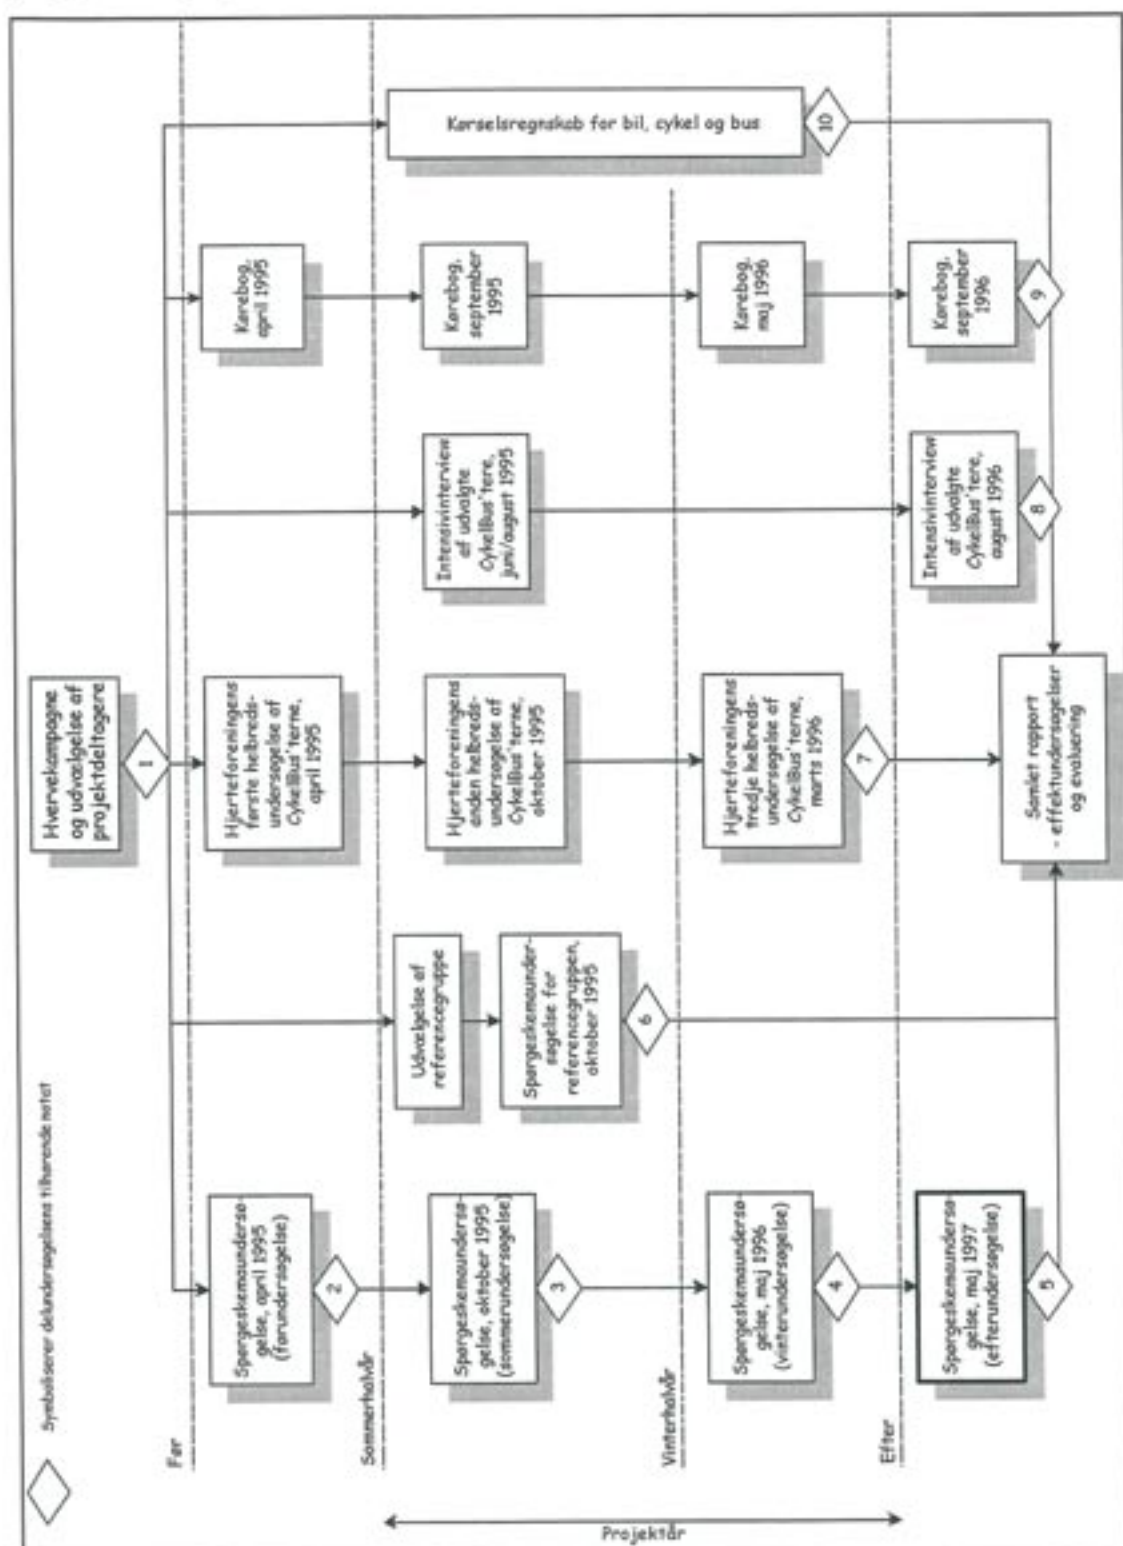 Symboliserer delundersøgelsens tilhørende notat
Hvervekampagne
og udvælgelse af
projektdeltagere
1
Før
Spørgeskemaundersø-
gelse, april 1995
(førundersøgelse)
2
Hjerteforeningens
første helbreds-
undersøgelse af
CykelBus'terne,
april 1995
Kørebog,
april 1995
Sommerhalvår
Projektår
Spørgeskemaundersø-
gelse, oktober 1995
(sommerundersøgelse)
3
Udvælgelse af
referencegruppe
Spørgeskemaunder-
søgelse for
referencegruppen,
oktober 1995
6
Hjerteforeningens
anden helbreds-
undersøgelse af
CykelBus'terne,
oktober 1995
Intensivinterview
af udvalgte
CykelBus'tere,
juni/august 1995
Kørebog,
september
1995
Kørselsregnskab for bil, cykel og bus
10
Vinterhalvår
Spørgeskemaundersø-
gelse, maj 1996
(vinterundersøgelse)
4
Hjerteforeningens
tredje helbreds-
undersøgelse af
CykelBus'terne,
marts 1996
7
Kørebog,
maj 1996
Efter
Spørgeskemaundersø-
gelse, maj 1997
(efterundersøgelse)
5
Intensivinterview
af udvalgte
CykelBus'tere,
august 1996
8
Kørebog,
september
1996
9
Samlet rapport
- effektundersøgelser
og evaluering